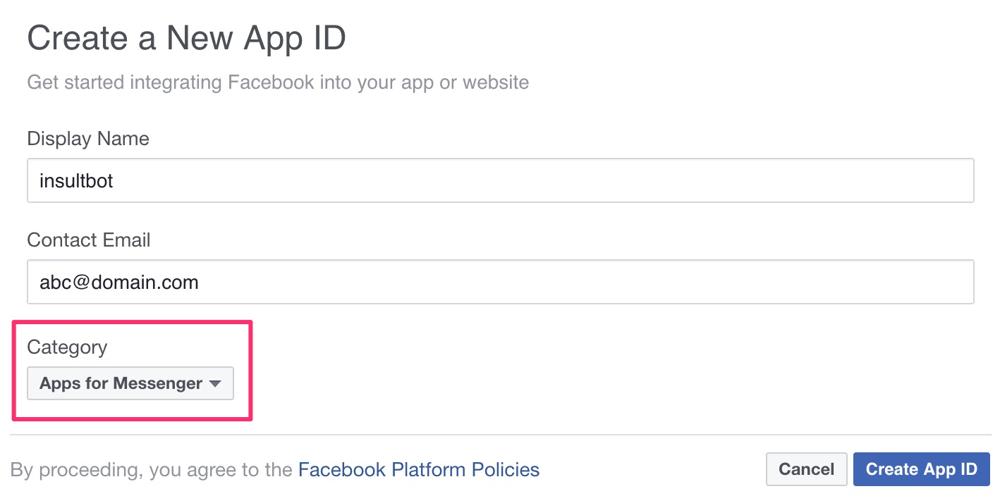 Create a New App ID
Get started integrating Facebook into your app or website
Display Name
insultbot
Contact Email
abc@domain.com
Category
Apps for Messenger
By proceeding, you agree to the Facebook Platform Policies
Cancel
Create App ID